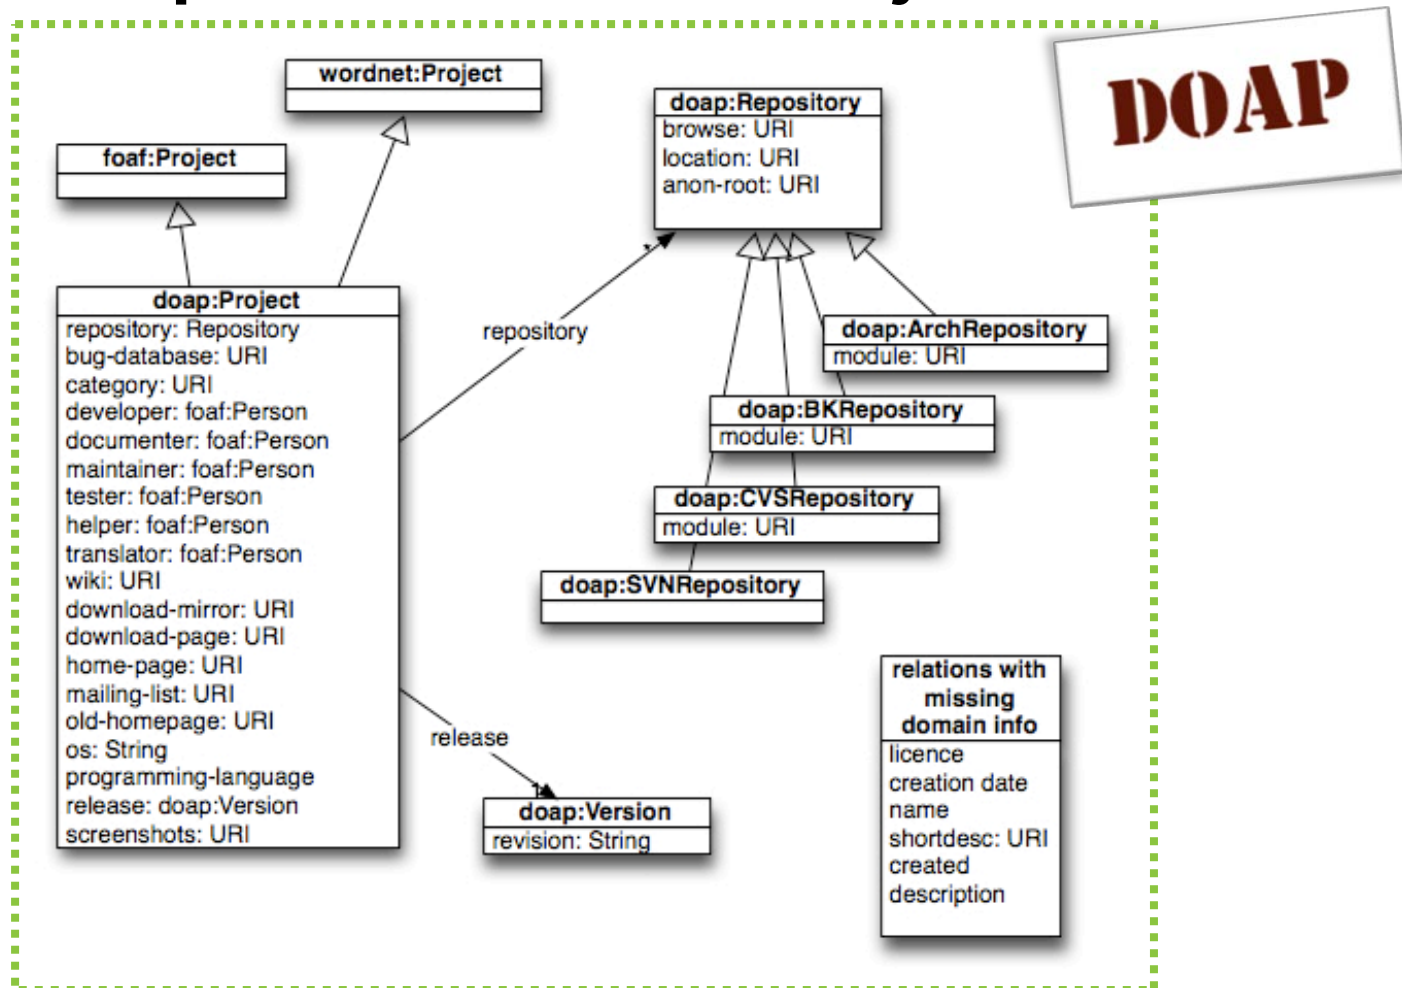 DOAP
wordnet:Project
foaf:Project
doap:Repository
browse: URI
location: URI
anon-root: URI
doap:Project
repository: Repository
bug-database: URI
category: URI
developer: foaf:Person
documenter: foaf:Person
maintainer: foaf:Person
tester: foaf:Person
helper: foaf:Person
translator: foaf:Person
wiki: URI
download-mirror: URI
download-page: URI
home-page: URI
mailing-list: URI
old-homepage: URI
os: String
programming-language
release: doap:Version
screenshots: URI
*
repository
doap:ArchRepository
module: URI
doap:BKRepository
module: URI
doap:CVSRepository
module: URI
doap:SVNRepository
release
doap:Version
revision: String
relations with
missing
domain info
licence
creation date
name
shortdesc: URI
created
description